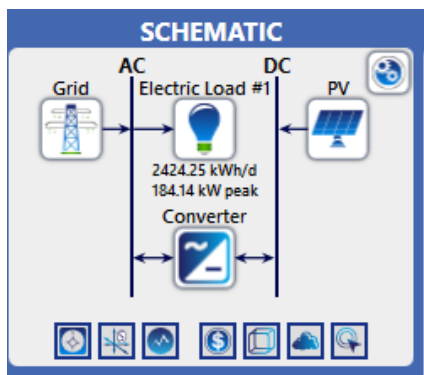 SCHEMATIC
AC DC
Grid Electric Load #1 PV
2424.25 kWh/d
184.14 kW peak
Converter